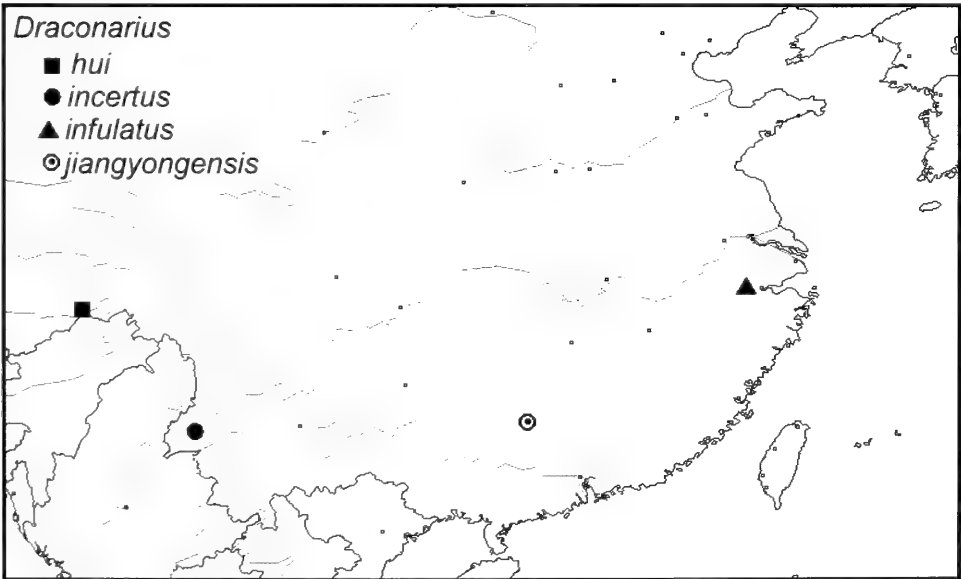 Draconarius
hui
incertus
infulatus
jiangyongensis